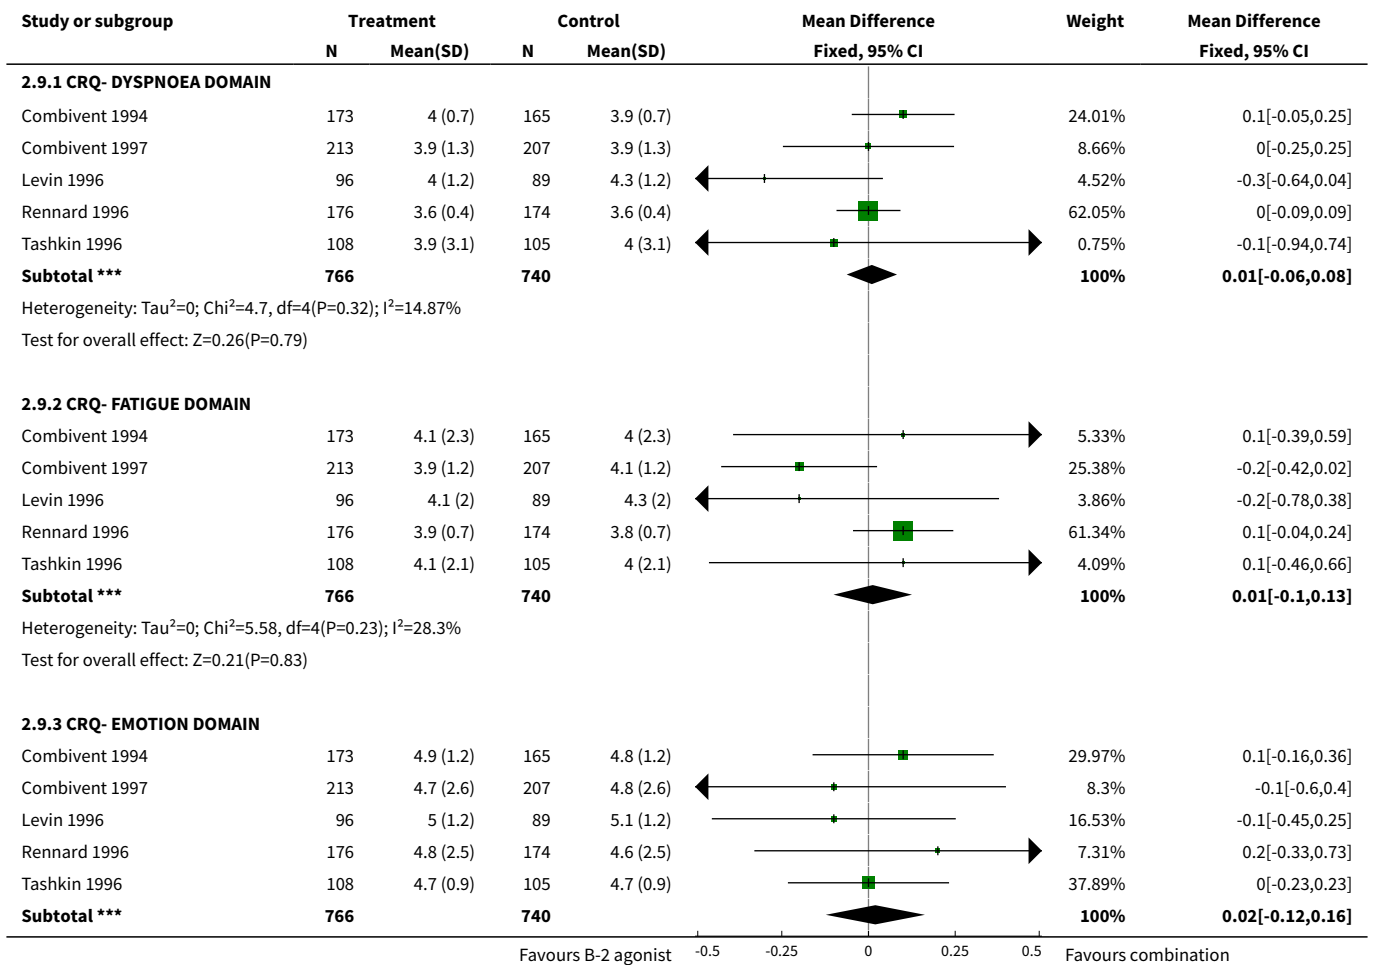 Study or subgroup Treatment Control Mean Difference Weight Mean Difference
N Mean(SD) N Mean(SD) Fixed, 95% CI Fixed, 95% CI
2.9.1 CRQ- DYSPNOEA DOMAIN
Combivent 1994 173 4 (0.7) 165 3.9 (0.7) 24.01% 0.1[-0.05,0.25]
Combivent 1997 213 3.9 (1.3) 207 3.9 (1.3) 8.66% 0[-0.25,0.25]
Levin 1996 96 4 (1.2) 89 4.3 (1.2) 4.52% -0.3[-0.64,0.04]
Rennard 1996 176 3.6 (0.4) 174 3.6 (0.4) 62.05% 0[-0.09,0.09]
Tashkin 1996 108 3.9 (3.1) 105 4 (3.1) 0.75% -0.1[-0.94,0.74]
Subtotal *** 766 740 100% 0.01[-0.06,0.08]
Heterogeneity: Tau²=0; Chi²=4.7, df=4(P=0.32); I²=14.87%
Test for overall effect: Z=0.26(P=0.79)
2.9.2 CRQ- FATIGUE DOMAIN
Combivent 1994 173 4.1 (2.3) 165 4 (2.3) 5.33% 0.1[-0.39,0.59]
Combivent 1997 213 3.9 (1.2) 207 4.1 (1.2) 25.38% -0.2[-0.42,0.02]
Levin 1996 96 4.1 (2) 89 4.3 (2) 3.86% -0.2[-0.78,0.38]
Rennard 1996 176 3.9 (0.7) 174 3.8 (0.7) 61.34% 0.1[-0.04,0.24]
Tashkin 1996 108 4.1 (2.1) 105 4 (2.1) 4.09% 0.1[-0.46,0.66]
Subtotal *** 766 740 100% 0.01[-0.1,0.13]
Heterogeneity: Tau²=0; Chi²=5.58, df=4(P=0.23); I²=28.3%
Test for overall effect: Z=0.21(P=0.83)
2.9.3 CRQ- EMOTION DOMAIN
Combivent 1994 173 4.9 (1.2) 165 4.8 (1.2) 29.97% 0.1[-0.16,0.36]
Combivent 1997 213 4.7 (2.6) 207 4.8 (2.6) 8.3% -0.1[-0.6,0.4]
Levin 1996 96 5 (1.2) 89 5.1 (1.2) 16.53% -0.1[-0.45,0.25]
Rennard 1996 176 4.8 (2.5) 174 4.6 (2.5) 7.31% 0.2[-0.33,0.73]
Tashkin 1996 108 4.7 (0.9) 105 4.7 (0.9) 37.89% 0[-0.23,0.23]
Subtotal *** 766 740 100% 0.02[-0.12,0.16]
Favours B-2 agonist -0.5 -0.25 0 0.25 0.5 Favours combination